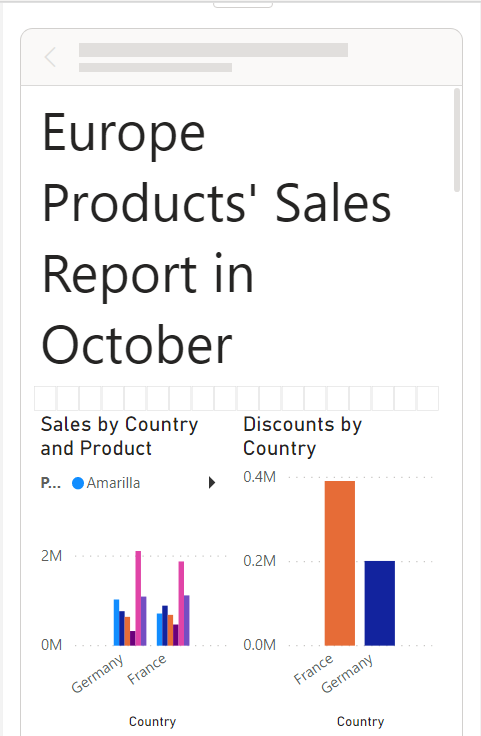 Europe
Products' Sales
Report in
October
Sales by Country
and Product
P... Amarilla
2M
0M
Germany
France
Country
Discounts by
Country
0.4M
0.2M
0.0M
France
Germany
Country